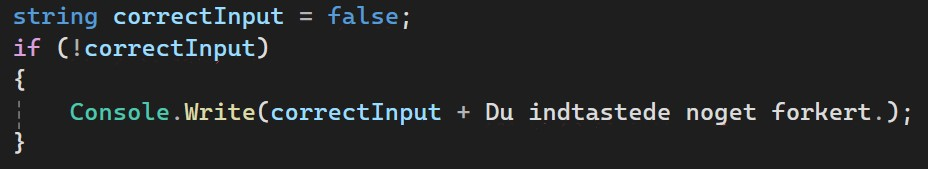 string correctInput = false;
if (!correctInput)
{
Console.Write(correctInput + Du indtastede noget forkert.);
}